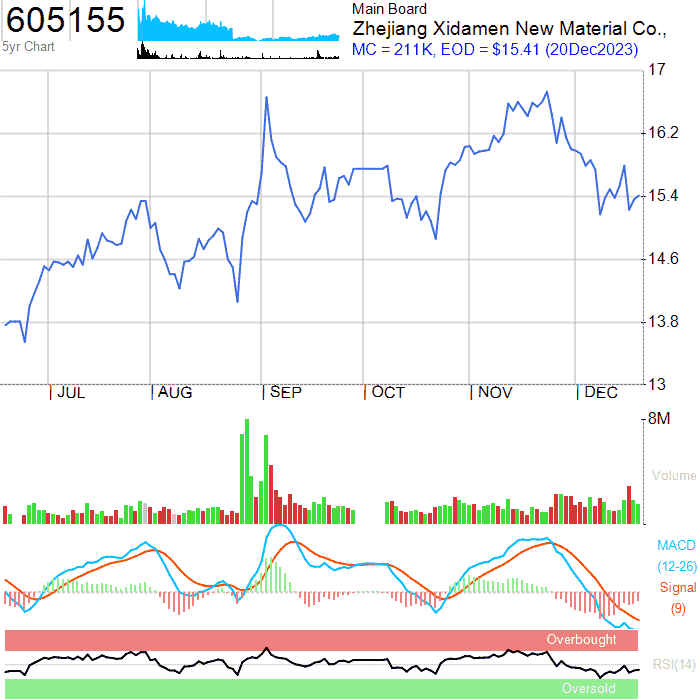 605155
5yr Chart
Main Board
Zhejiang Xidamen New Material Co.,
MC = 211K, EOD = $15.41 (20Dec2023)
17
16.2
15.4
14.6
13.8
13
JUL
AUG
SEP
OCT
NOV
DEC
8M
Volume
MACD
(12-26)
Signal
(9)
Overbought
RSI(14)
Oversold